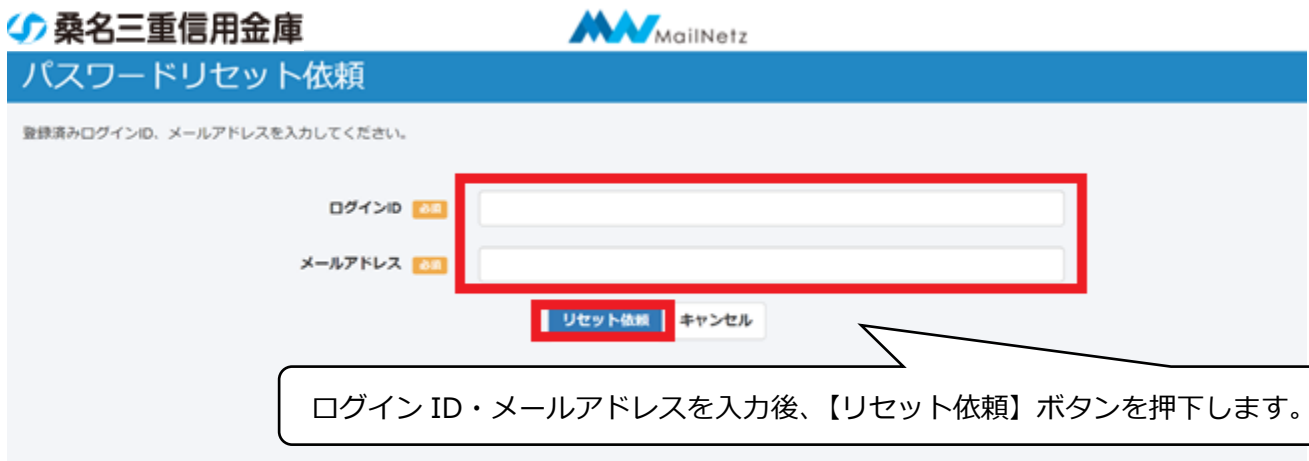 桑名三重信用金庫
MailNetz
パスワードリセット依頼
登録済みログインID、メールアドレスを入力してください。
ログインID 必須
メールアドレス 必須
リセット依頼 キャンセル
ログイン ID・メールアドレスを入力後、【リセット依頼】ボタンを押下します。